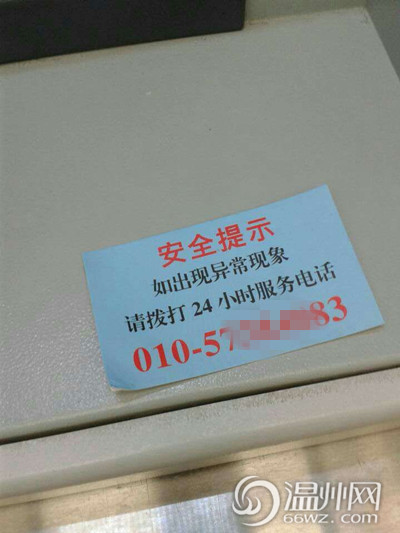 安全提示
如出现异常现象
请拨打24小时服务电话
010-57 83
温州网
66wz.com